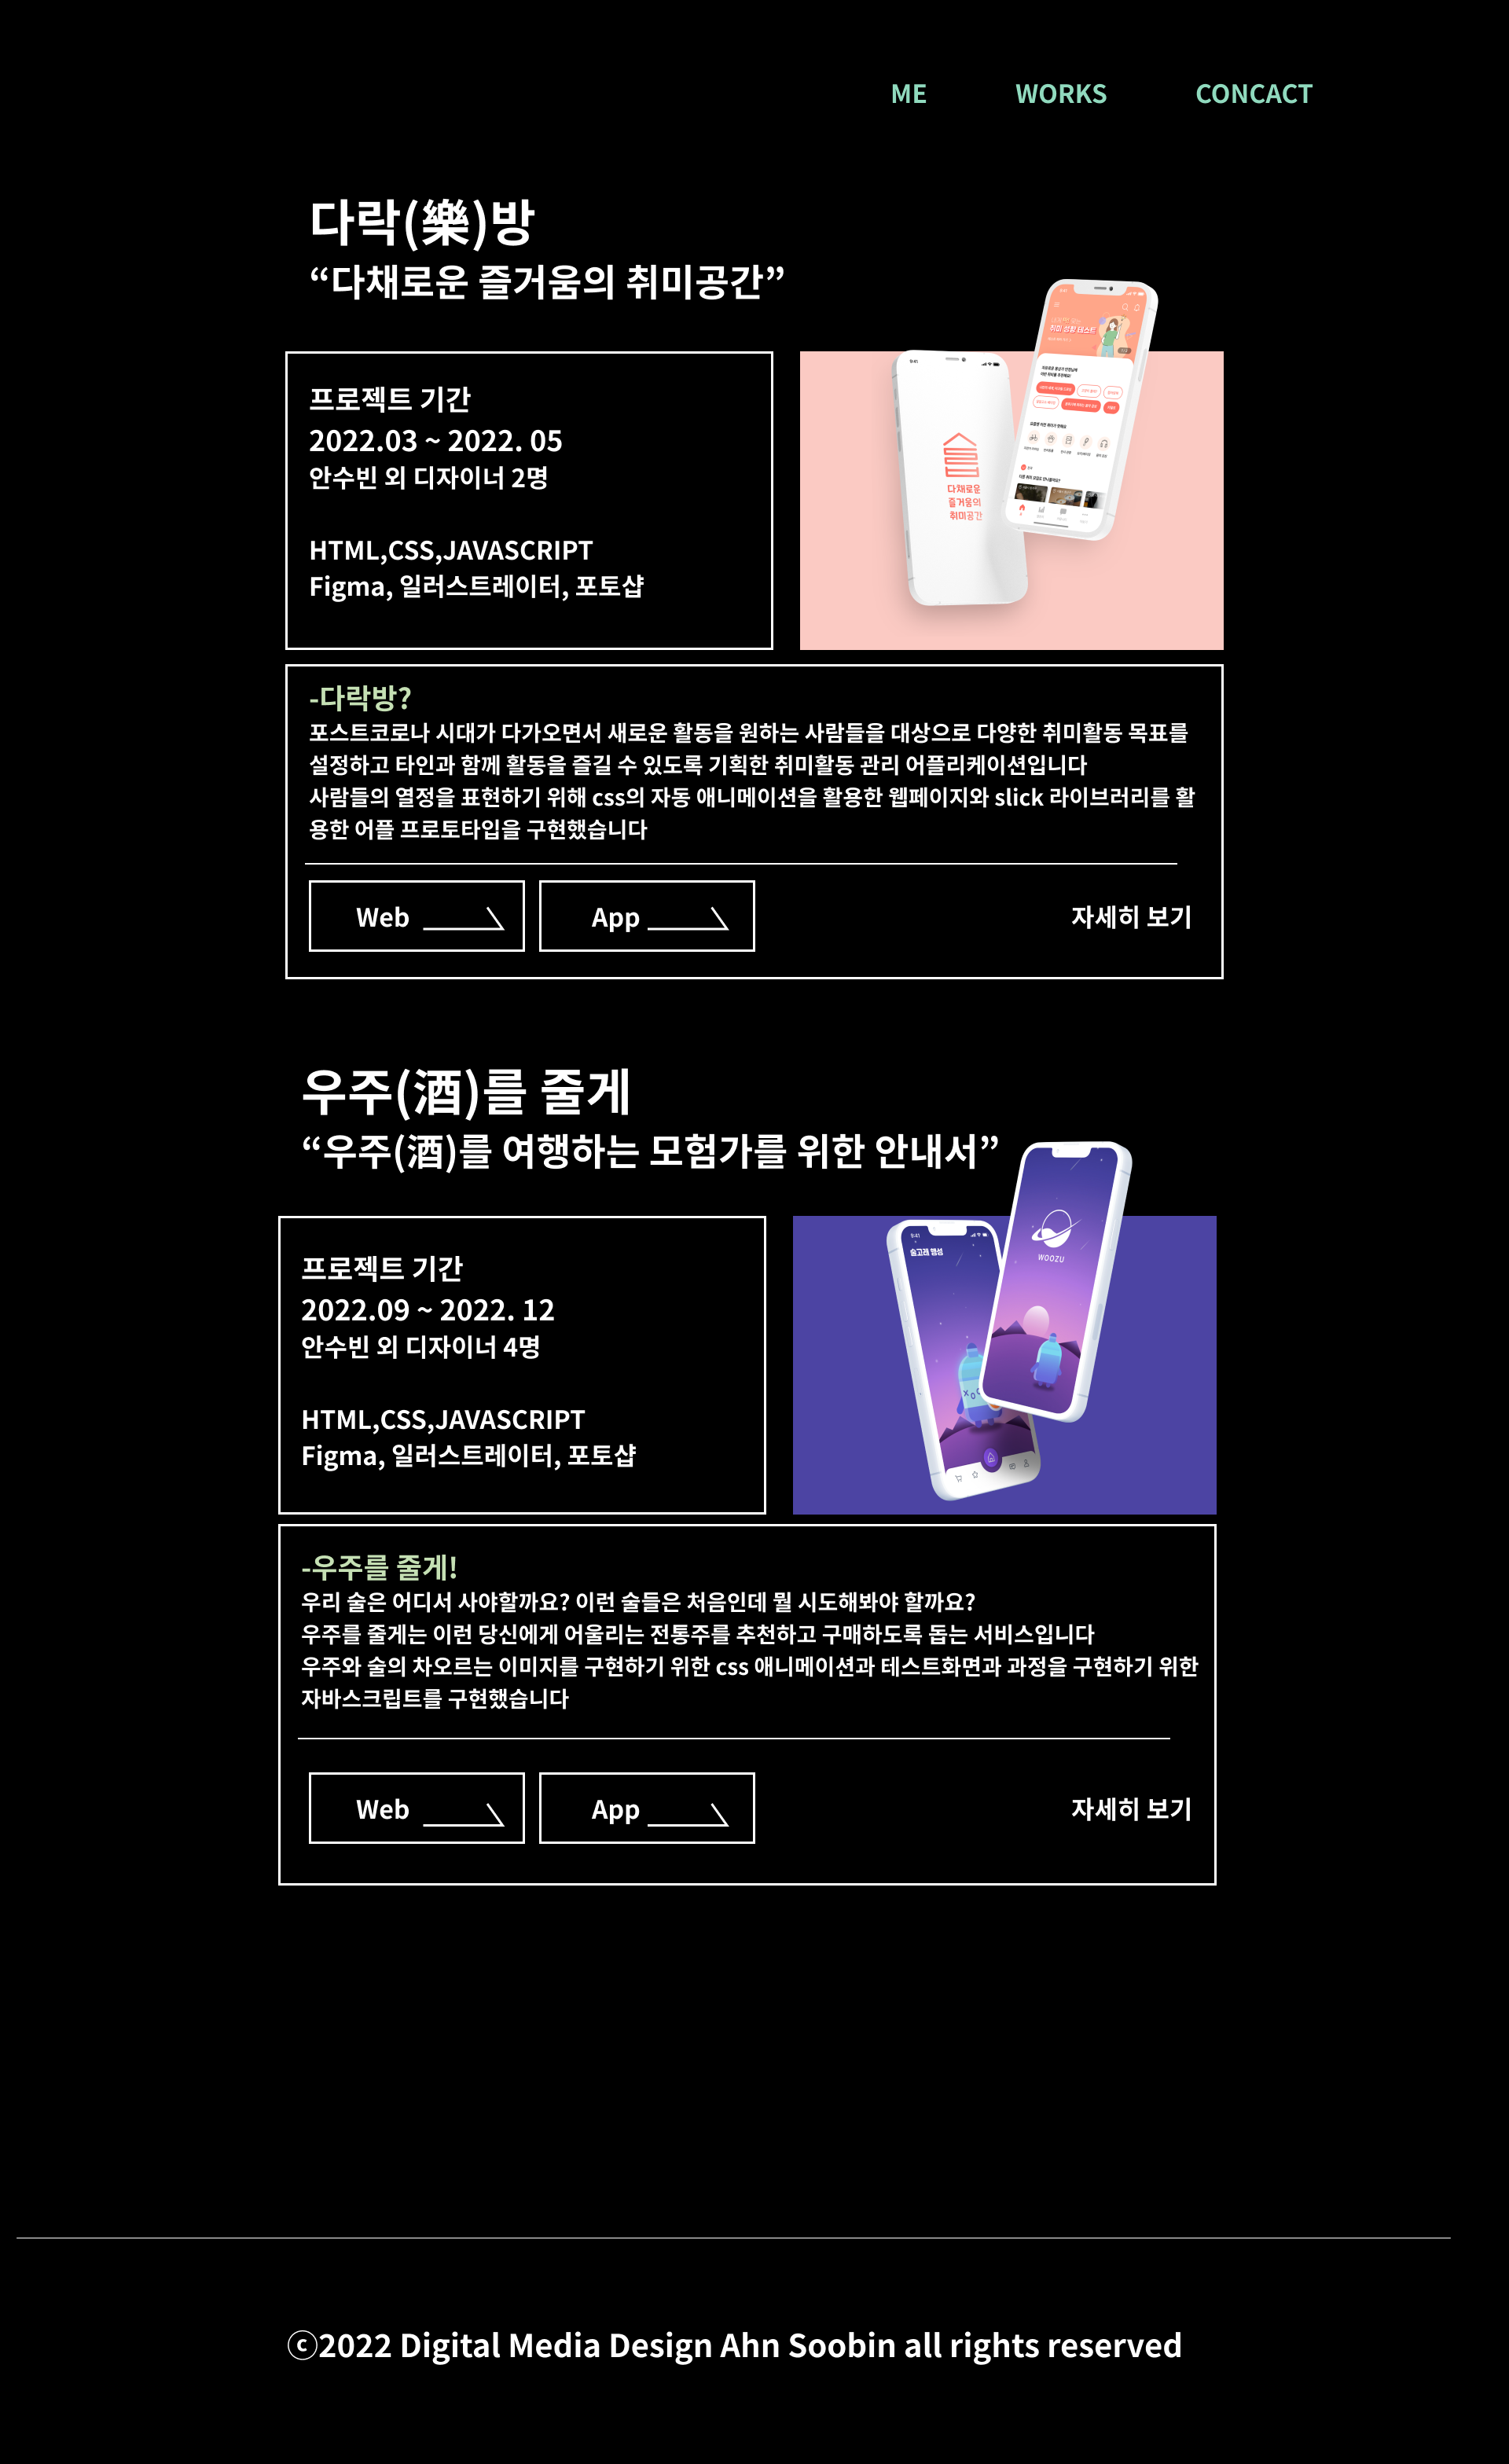 ME WORKS CONCACT
다락(樂)방
“다채로운 즐거움의 취미공간”
프로젝트 기간
2022.03 ~ 2022. 05
안수빈 외 디자이너 2명
HTML,CSS,JAVASCRIPT
Figma, 일러스트레이터, 포토샵
9:41
다채로운
즐거움의
취미공간
취미 성향 테스트
-다락방?
포스트코로나 시대가 다가오면서 새로운 활동을 원하는 사람들을 대상으로 다양한 취미활동 목표를
설정하고 타인과 함께 활동을 즐길 수 있도록 기획한 취미활동 관리 어플리케이션입니다
사람들의 열정을 표현하기 위해 css의 자동 애니메이션을 활용한 웹페이지와 slick 라이브러리를 활
용한 어플 프로토타입을 구현했습니다
Web App 자세히 보기
우주(酒)를 줄게
“우주(酒)를 여행하는 모험가를 위한 안내서”
프로젝트 기간
2022.09 ~ 2022. 12
안수빈 외 디자이너 4명
HTML,CSS,JAVASCRIPT
Figma, 일러스트레이터, 포토샵
9:41
술고래 행성
WOOZU
-우주를 줄게!
우리 술은 어디서 사야할까요? 이런 술들은 처음인데 뭘 시도해봐야 할까요?
우주를 줄게는 이런 당신에게 어울리는 전통주를 추천하고 구매하도록 돕는 서비스입니다
우주와 술의 차오르는 이미지를 구현하기 위한 css 애니메이션과 테스트화면과 과정을 구현하기 위한
자바스크립트를 구현했습니다
Web App 자세히 보기
ⓒ2022 Digital Media Design Ahn Soobin all rights reserved